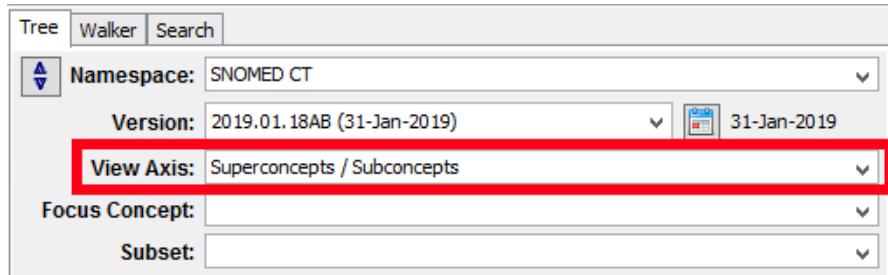 Tree Walker Search
Namespace: SNOMED CT
Version: 2019.01.18AB (31-Jan-2019) 31-Jan-2019
View Axis: Superconcepts / Subconcepts
Focus Concept:
Subset: